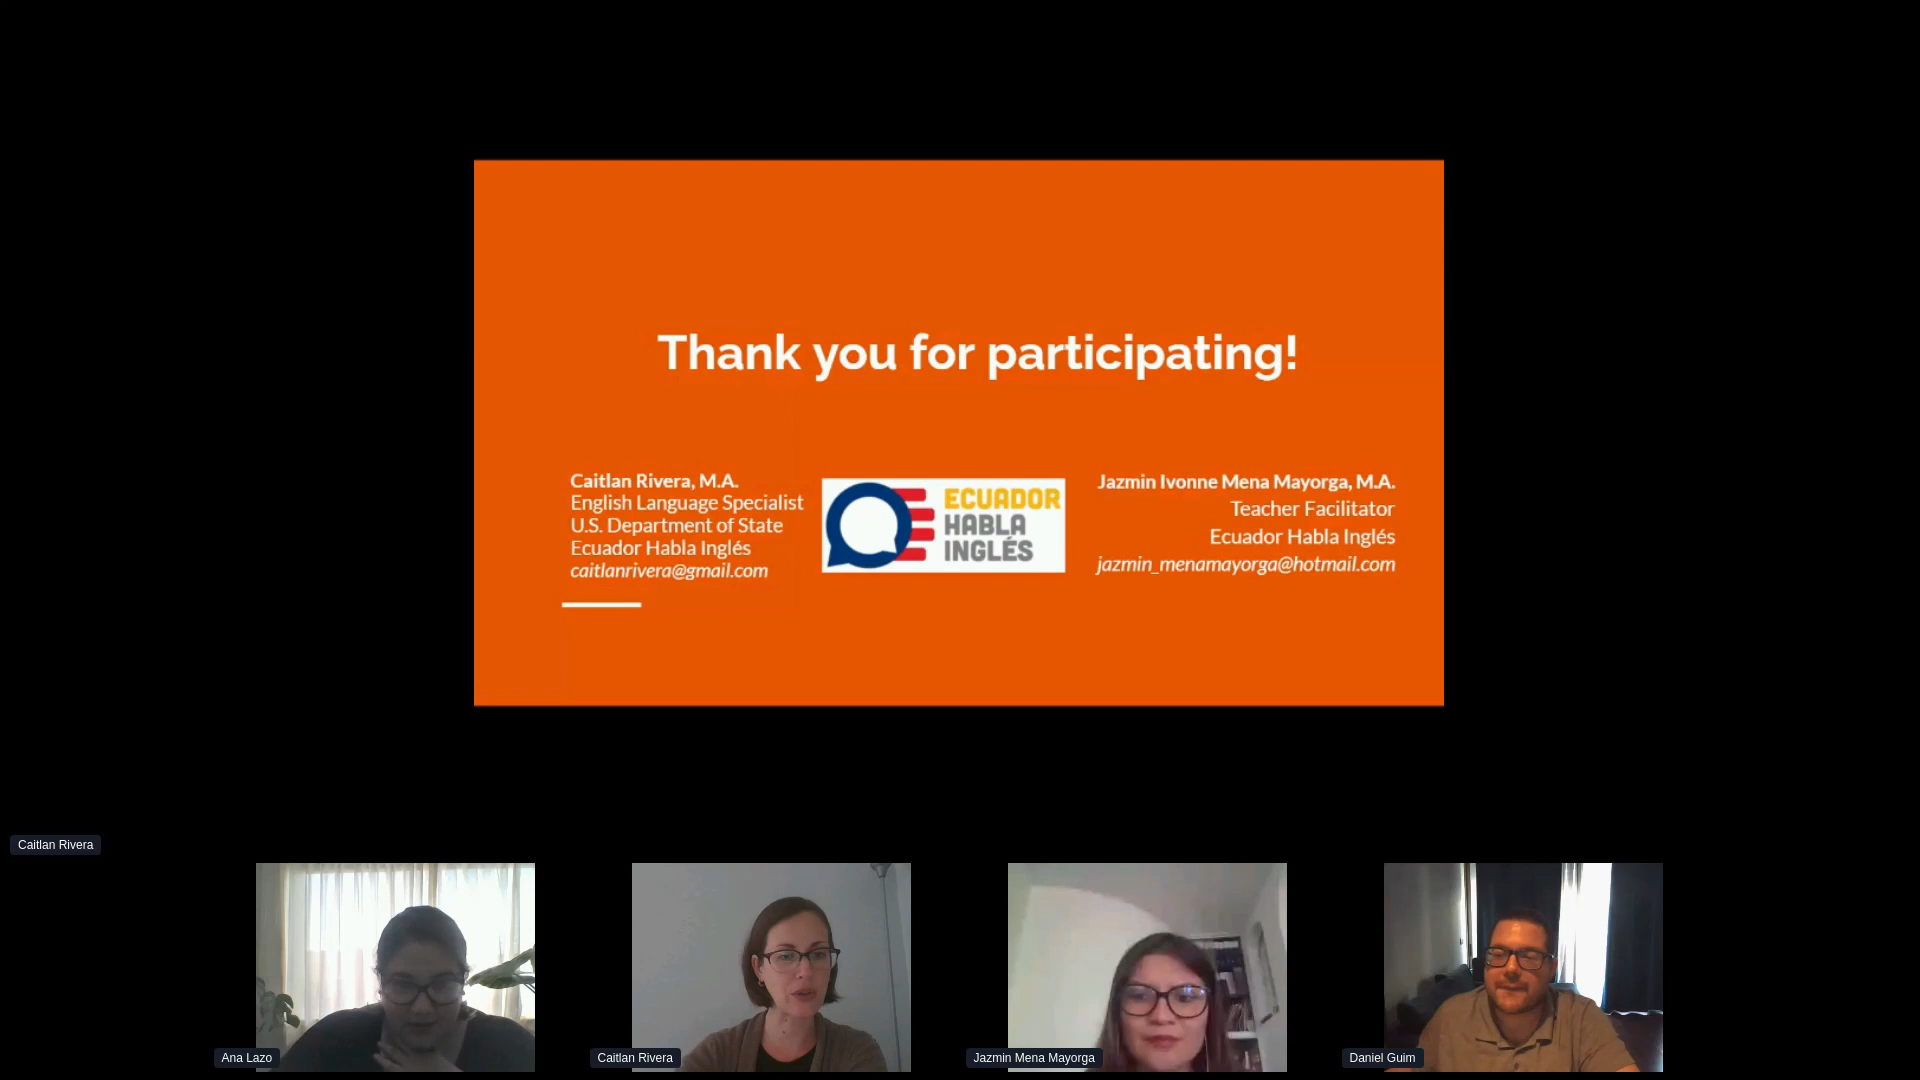 Thank you for participating!
Caitlan Rivera, M.A.
English Language Specialist
U.S. Department of State
Ecuador Habla Inglés
caitlanrivera@gmail.com
ECUADOR
HABLA
INGLÉS
Jazmin Ivonne Mena Mayorga, M.A.
Teacher Facilitator
Ecuador Habla Inglés
jazmin_menamayorga@hotmail.com
Caitlan Rivera
Ana Lazo
Caitlan Rivera
Jazmin Mena Mayorga
Daniel Guim